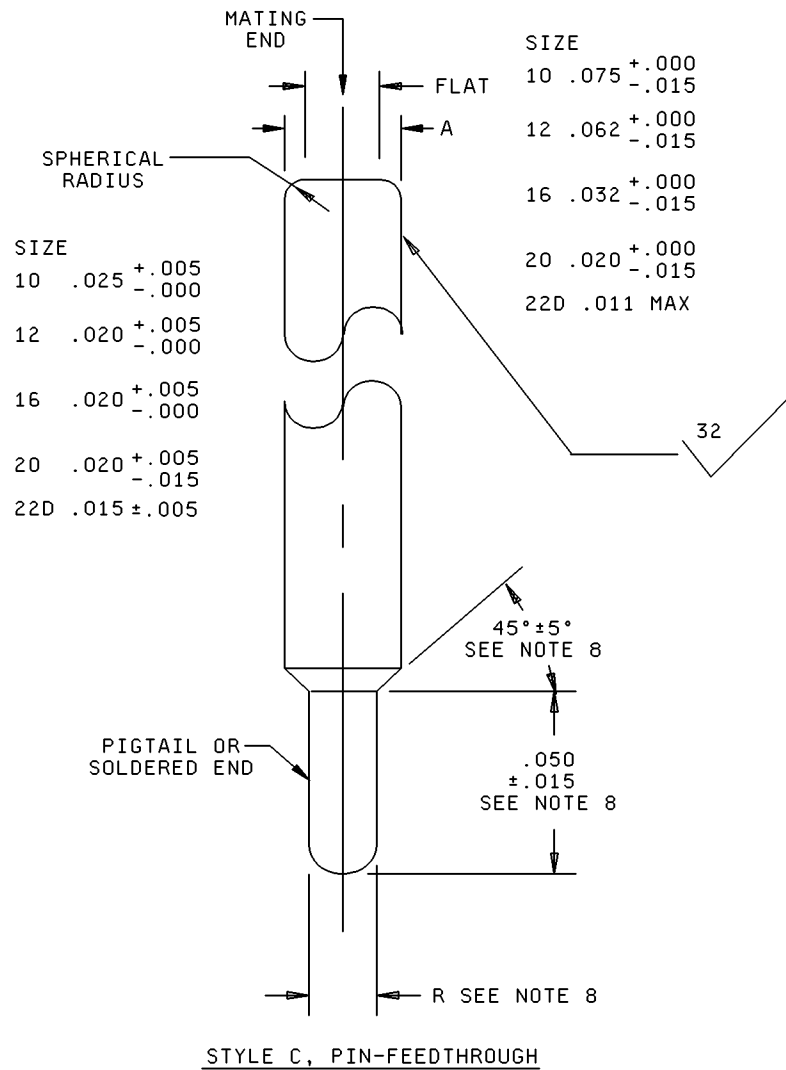 MATING
END
FLAT
A
SPHERICAL
RADIUS
SIZE
10 .075 +.000
-.015
12 .062 +.000
-.015
16 .032 +.000
-.015
20 .020 +.000
-.015
22D .011 MAX
SIZE
10 .025 +.005
-.000
12 .020 +.005
-.000
16 .020 +.005
-.000
20 .020 +.005
-.015
22D .015 ±.005
32
45°±5°
SEE NOTE 8
PIGTAIL OR
SOLDERED END
.050
±.015
SEE NOTE 8
R SEE NOTE 8
STYLE C, PIN-FEEDTHROUGH